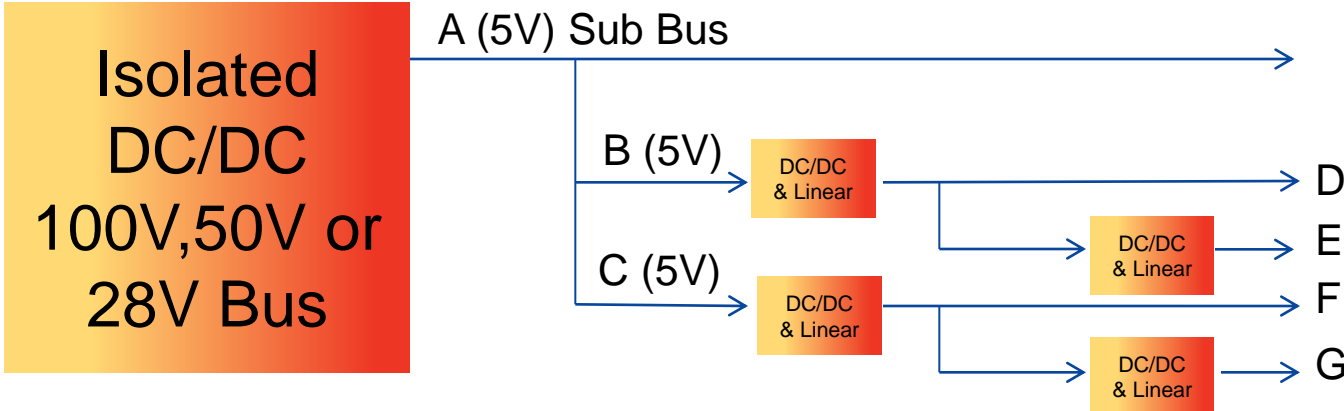 Isolated
DC/DC
100V,50V or
28V Bus
A (5V) Sub Bus
B (5V)
DC/DC
& Linear
D
DC/DC
& Linear
E
C (5V)
DC/DC
& Linear
F
DC/DC
& Linear
G